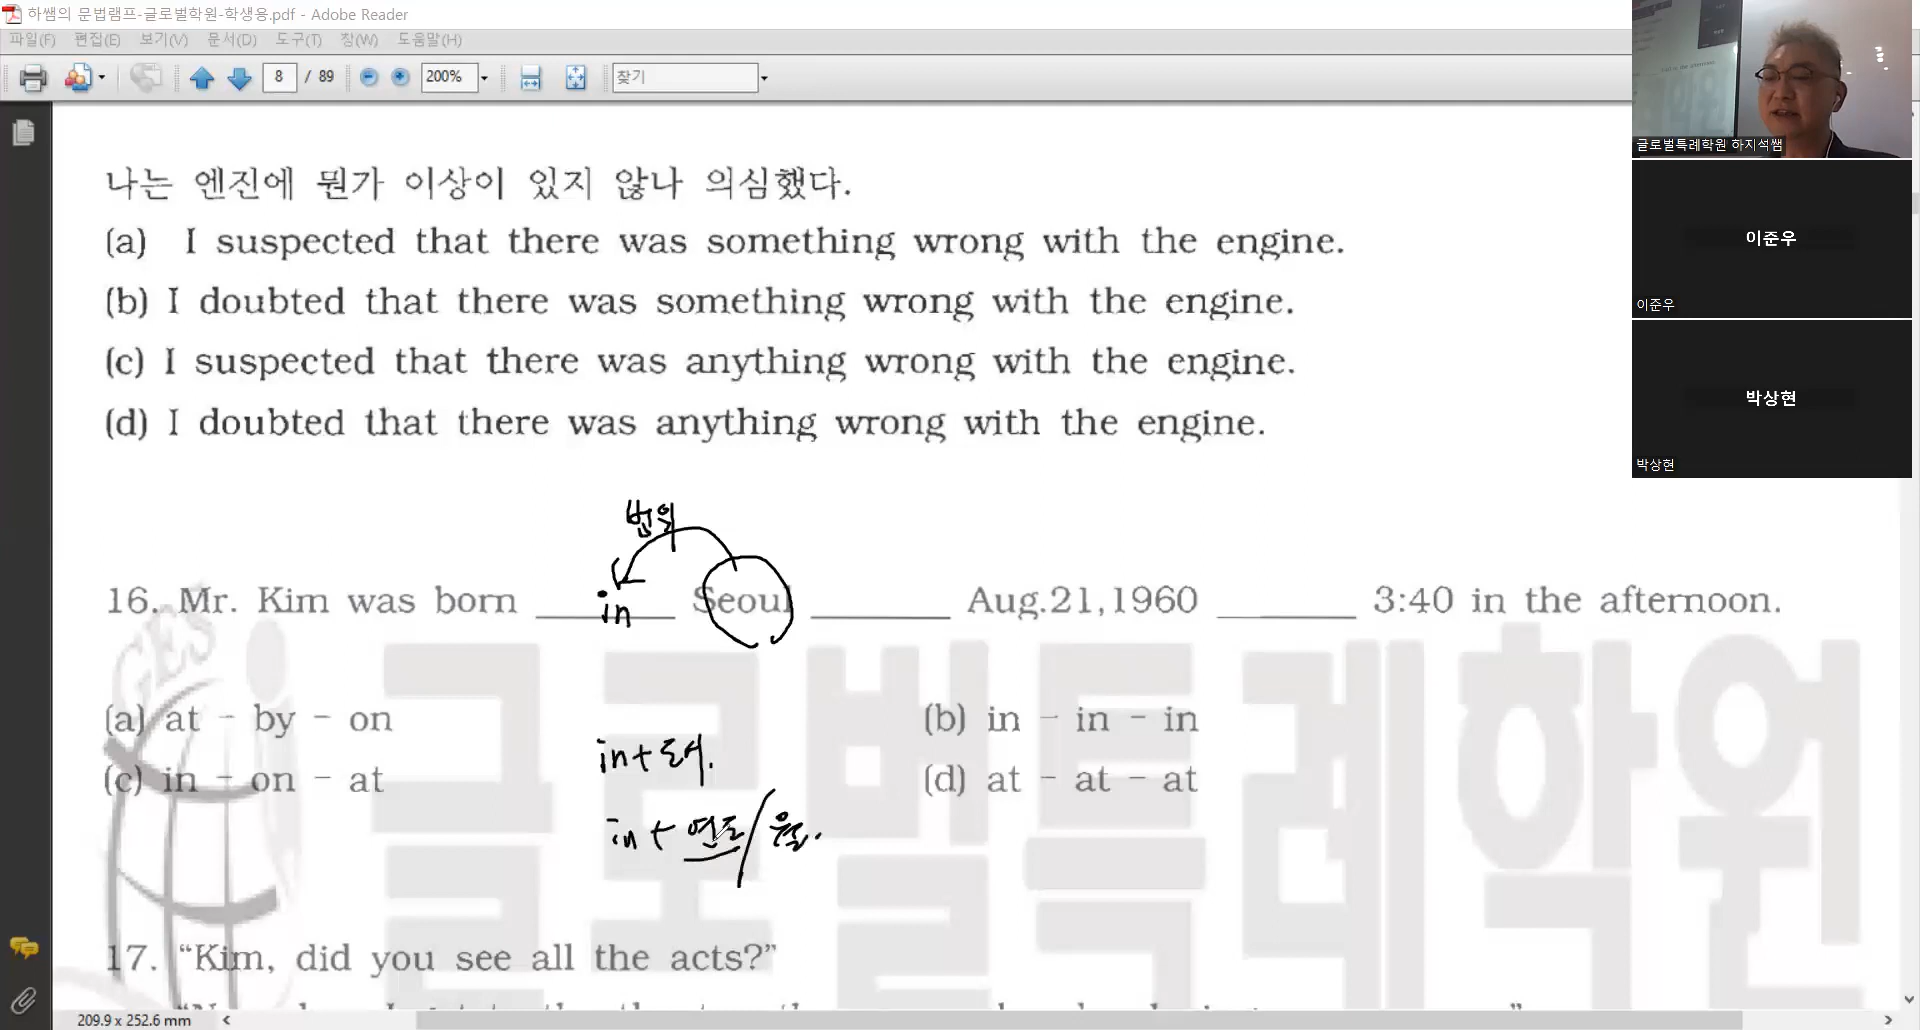 하쌤의 문법램프-글로벌학원-학생용.pdf - Adobe Reader
파일(F) 편집(E) 보기(V) 문서(D) 도구(T) 창(W) 도움말(H)
8 / 89 200% 찾기
나는 엔진에 뭔가 이상이 있지 않나 의심했다.
(a) I suspected that there was something wrong with the engine.
(b) I doubted that there was something wrong with the engine.
(c) I suspected that there was anything wrong with the engine.
(d) I doubted that there was anything wrong with the engine.
범위
in
16. Mr. Kim was born ______ Seoul ______ Aug.21,1960 ______ 3:40 in the afternoon.
GES
글로벌특례학원
(a) at - by - on (b) in - in - in
in + 도시.
(c) in - on - at (d) at - at - at
in + 연도/월.
17. “Kim, did you see all the acts?”
209.9 x 252.6 mm
글로벌특례학원 하지석쌤
이준우
이준우
박상현
박상현